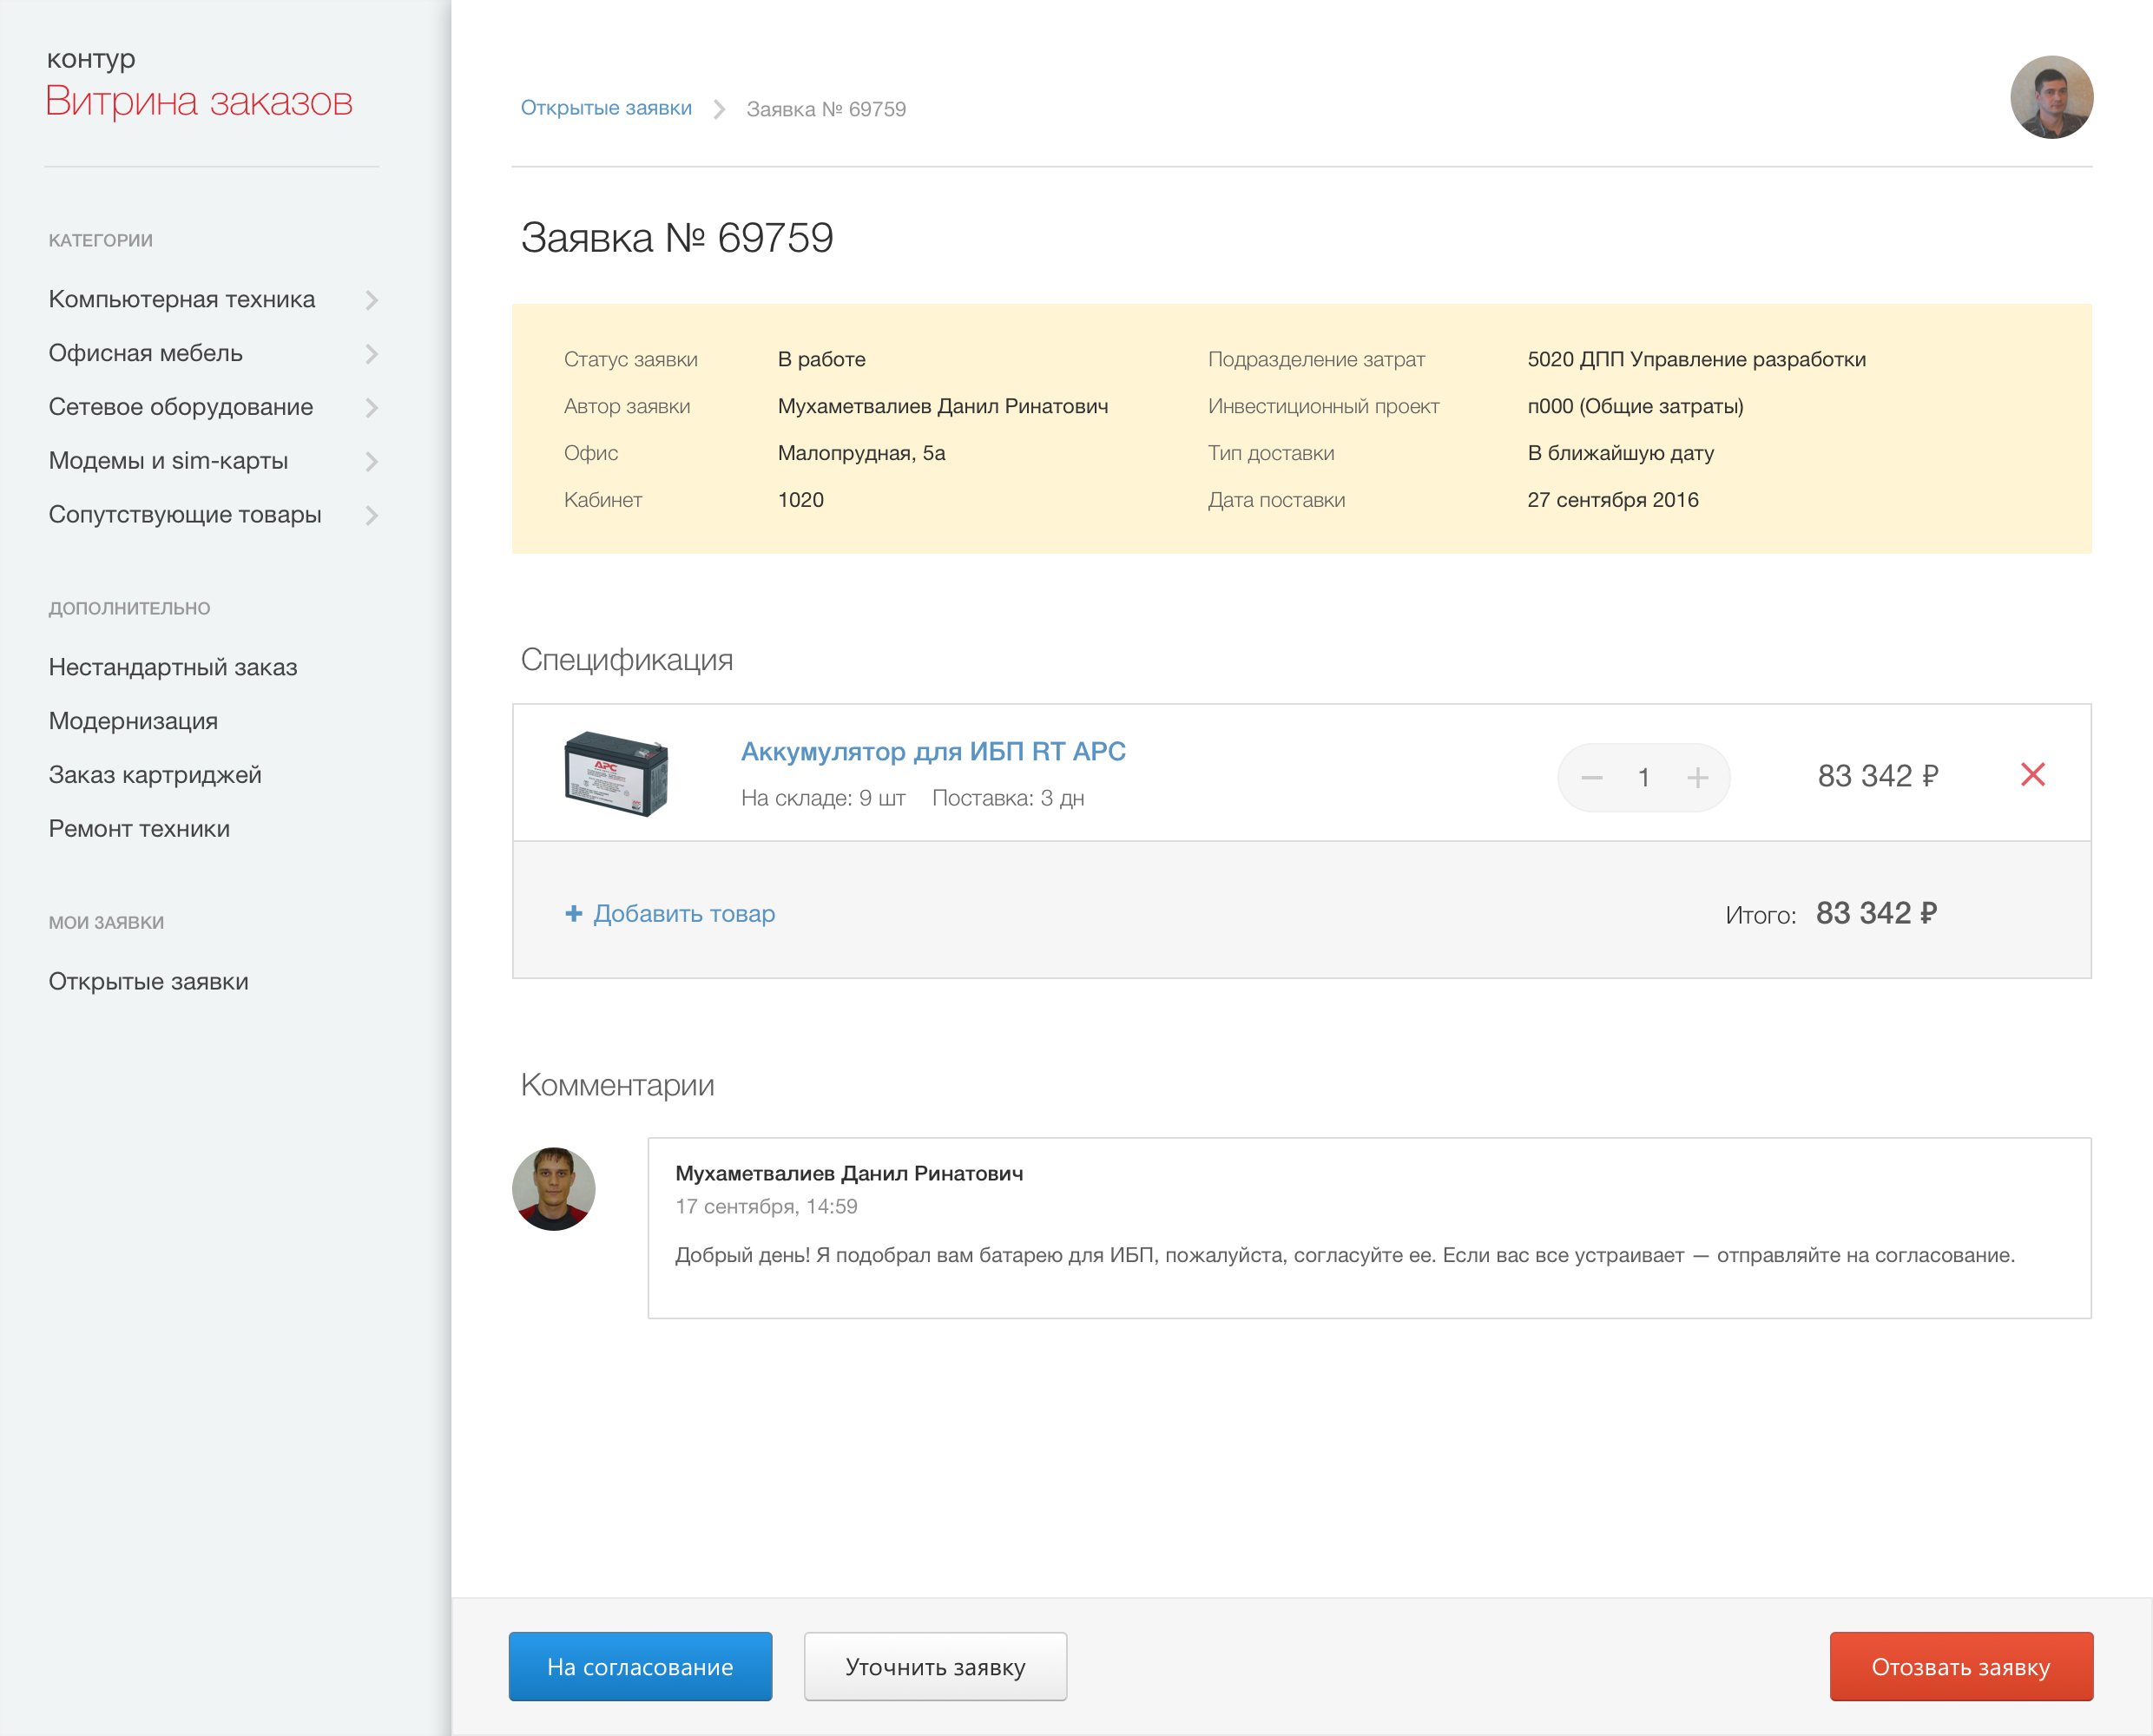 контур
Витрина заказов
КАТЕГОРИИ
Компьютерная техника
Офисная мебель
Сетевое оборудование
Модемы и sim-карты
Сопутствующие товары
ДОПОЛНИТЕЛЬНО
Нестандартный заказ
Модернизация
Заказ картриджей
Ремонт техники
МОИ ЗАЯВКИ
Открытые заявки
Открытые заявки Заявка № 69759
Заявка № 69759
Статус заявки В работе Подразделение затрат 5020 ДПП Управление разработки
Автор заявки Мухаметвалиев Данил Ринатович Инвестиционный проект п000 (Общие затраты)
Офис Малопрудная, 5а Тип доставки В ближайшую дату
Кабинет 1020 Дата поставки 27 сентября 2016
Спецификация
APC
Аккумулятор для ИБП RT APC
На складе: 9 шт Поставка: 3 дн
1 83 342 ₽
+ Добавить товар Итого: 83 342 ₽
Комментарии
Мухаметвалиев Данил Ринатович
17 сентября, 14:59
Добрый день! Я подобрал вам батарею для ИБП, пожалуйста, согласуйте ее. Если вас все устраивает — отправляйте на согласование.
На согласование Уточнить заявку Отозвать заявку